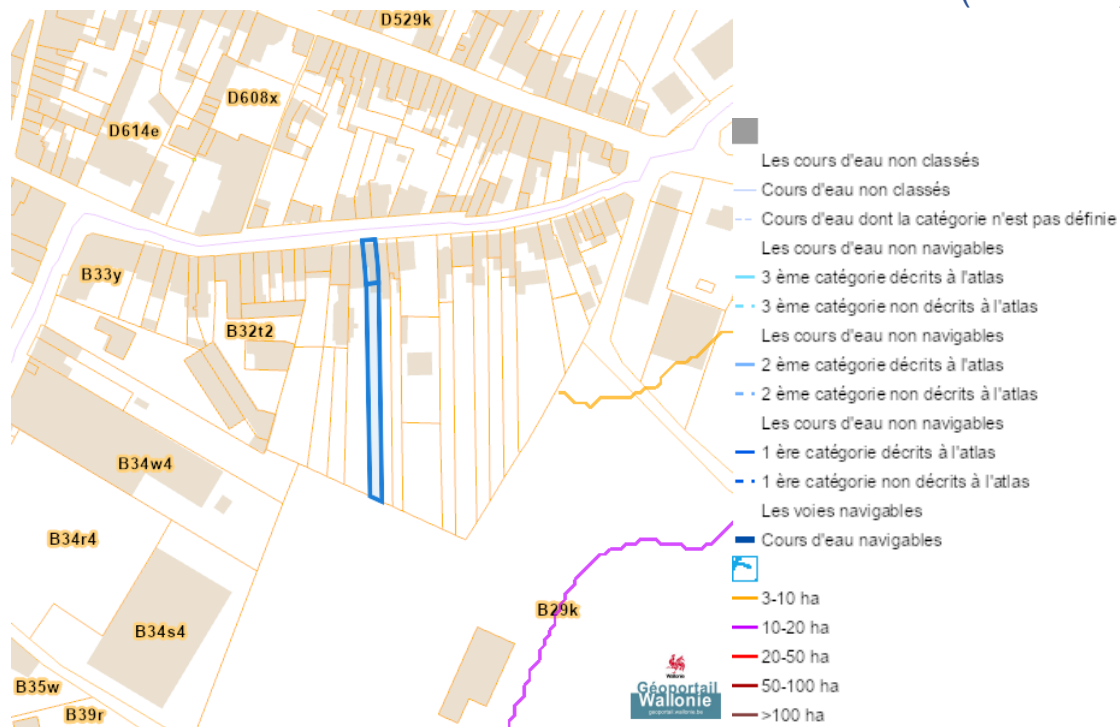 (
D529k
D608x
D614e
B33y
B32t2
B34w4
B34r4
B29k
B34s4
B35w
B39r
Wallonie
Géoportail
Wallonie
geoportail.wallonie.be
Les cours d'eau non classés
Cours d'eau non classés
Cours d'eau dont la catégorie n'est pas définie
Les cours d'eau non navigables
3 ème catégorie décrits à l'atlas
3 ème catégorie non décrits à l'atlas
Les cours d'eau non navigables
2 ème catégorie décrits à l'atlas
2 ème catégorie non décrits à l'atlas
Les cours d'eau non navigables
1 ère catégorie décrits à l'atlas
1 ère catégorie non décrits à l'atlas
Les voies navigables
Cours d'eau navigables
3-10 ha
10-20 ha
20-50 ha
50-100 ha
>100 ha